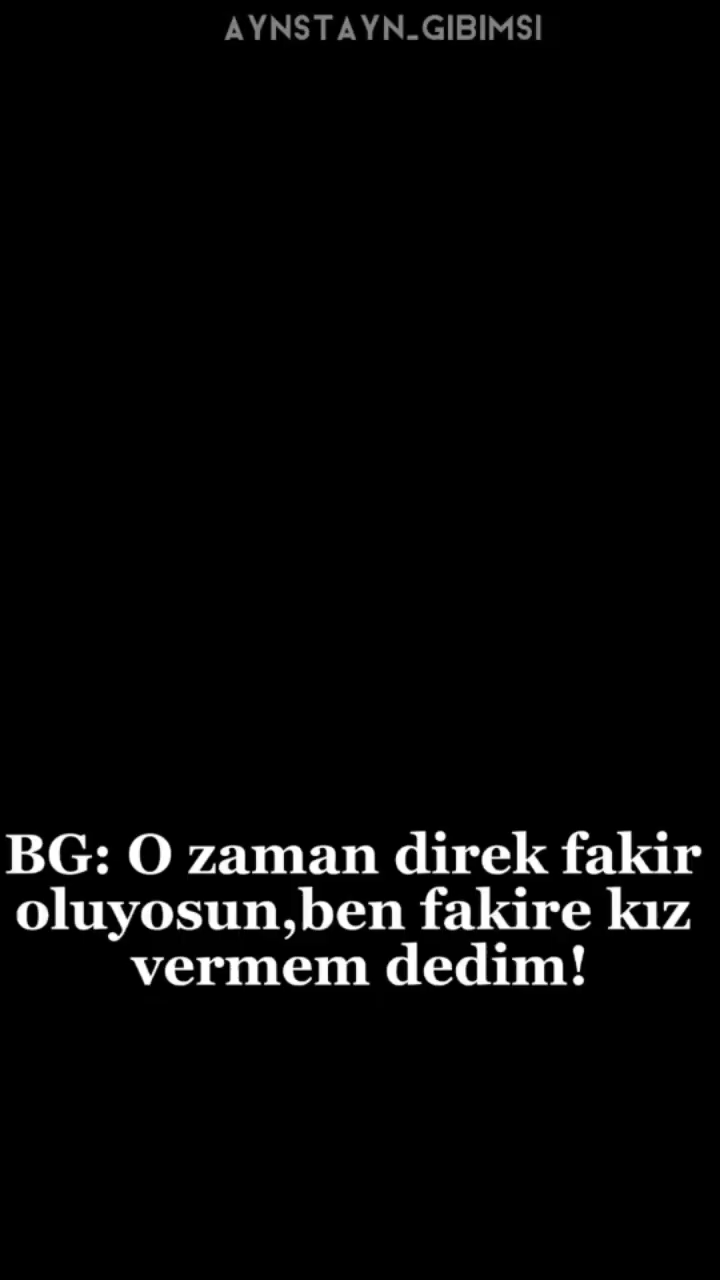 AYNSTAYN_GIBIMSI
BG: O zaman direk fakir
oluyosun,ben fakire kız
vermem dedim!